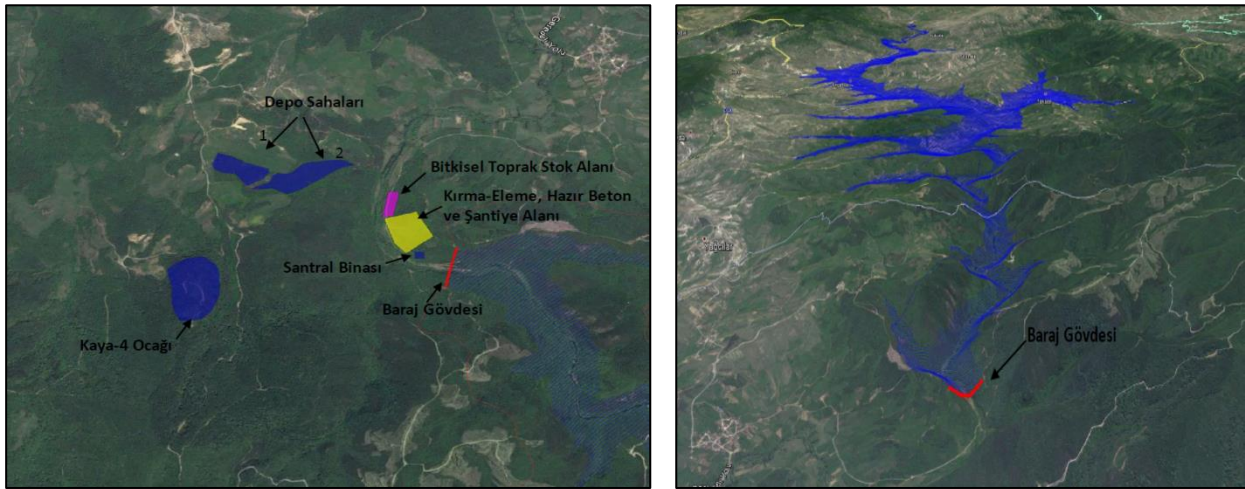 Depo Sahaları
1
2
Bitkisel Toprak Stok Alanı
Kırma-Eleme, Hazır Beton
ve Şantiye Alanı
Santral Binası
Baraj Gövdesi
Kaya-4 Ocağı
Yağcılar
Baraj Gövdesi